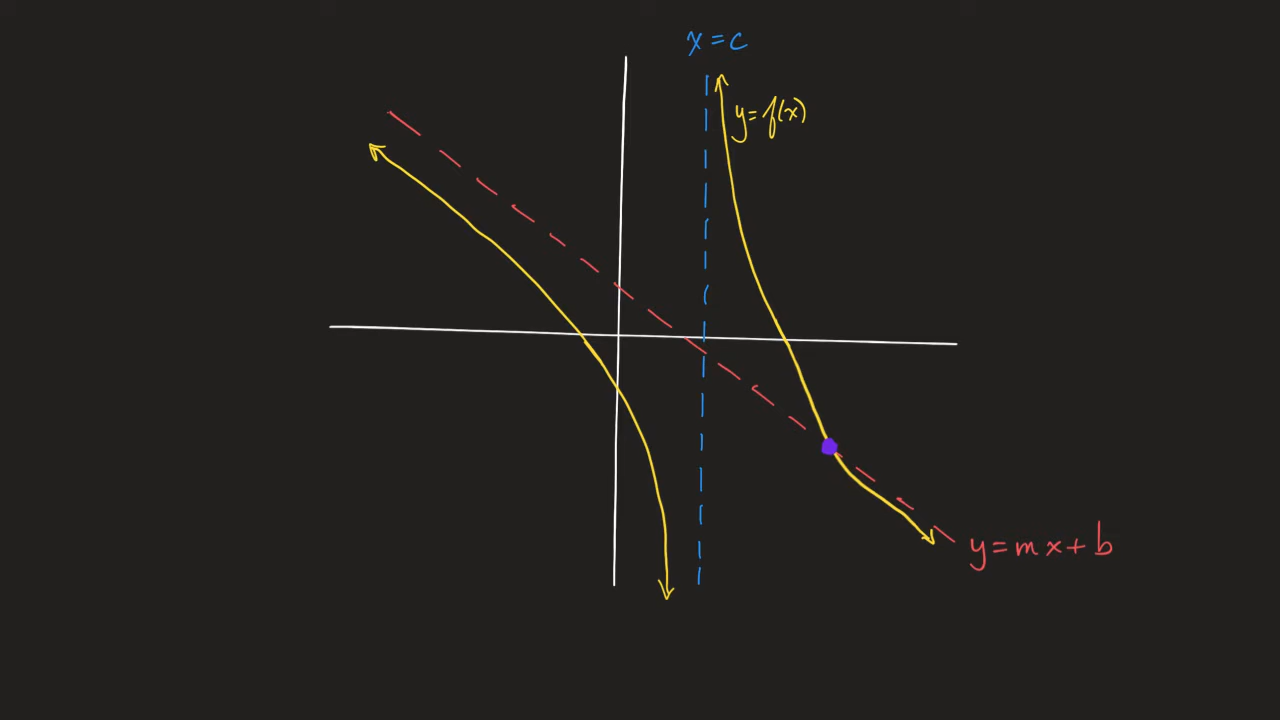 x = c
y = f(x)
y = mx + b